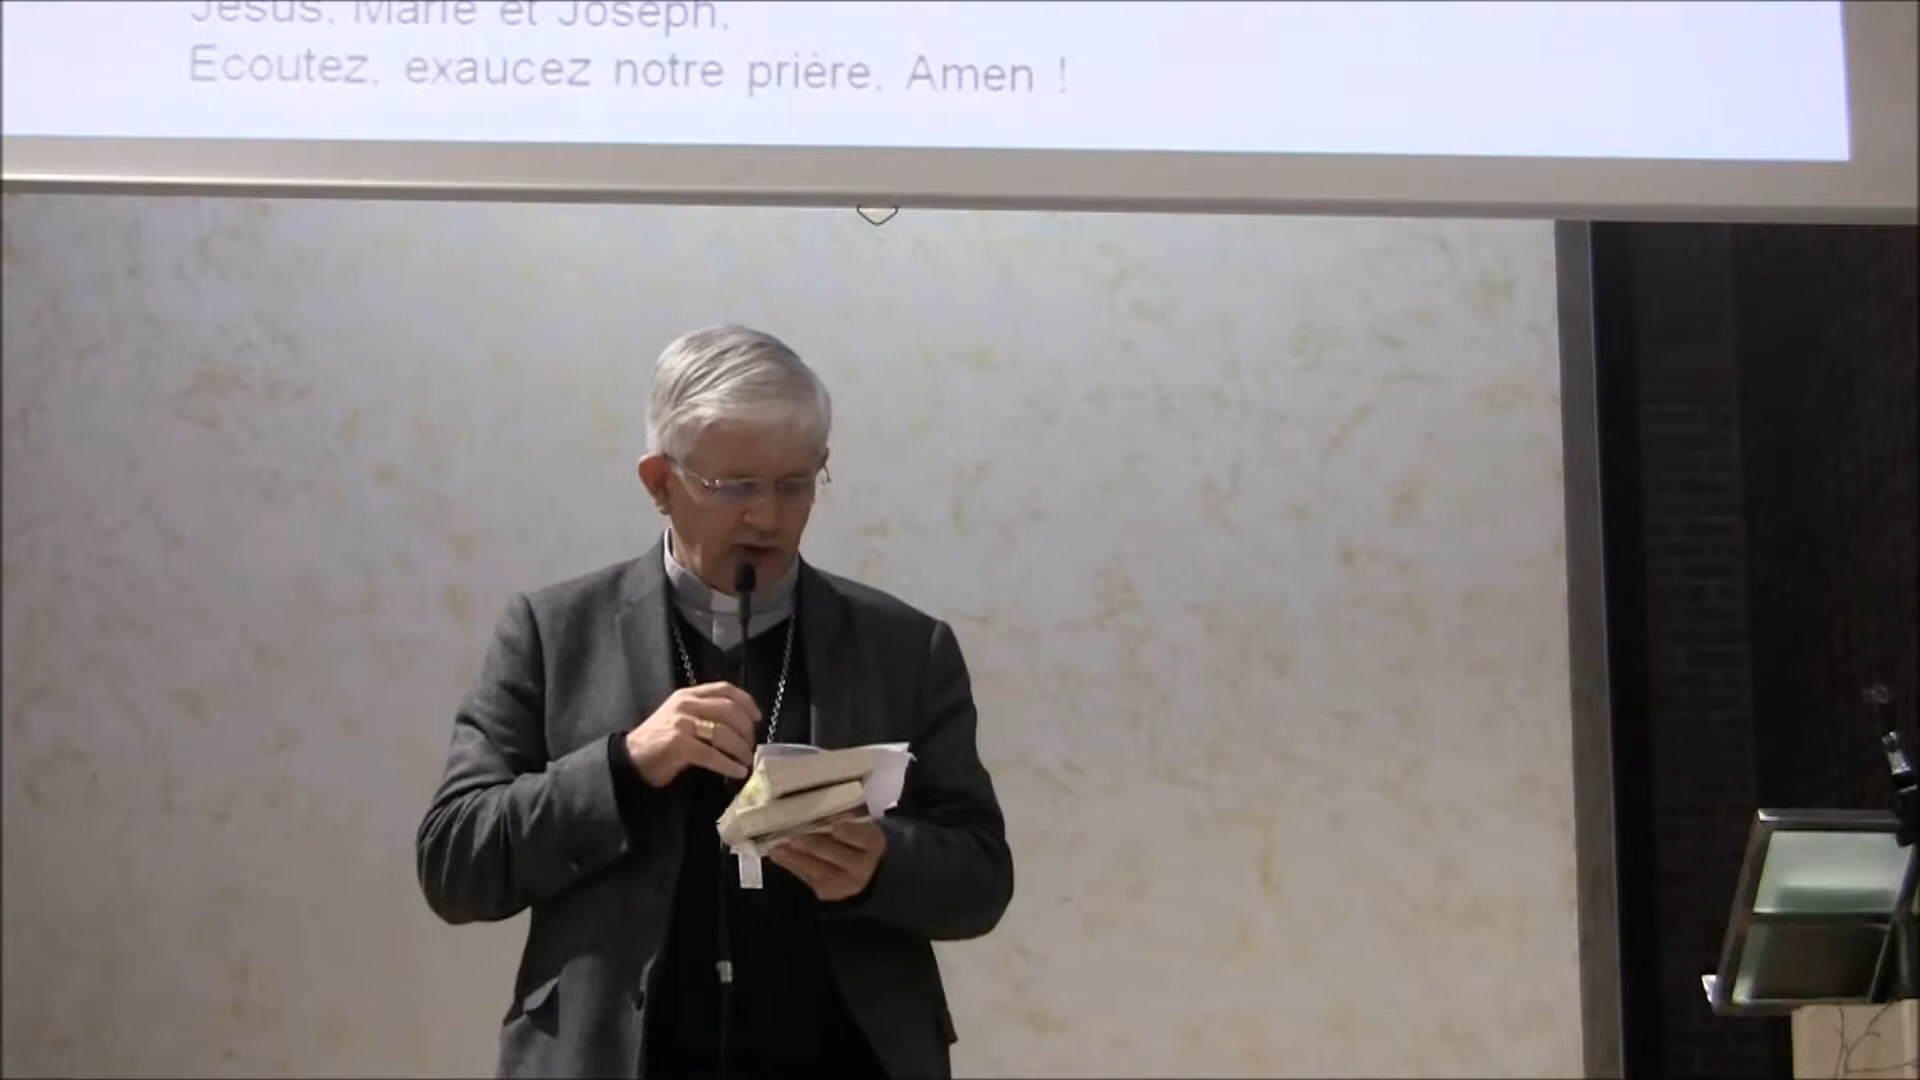 Jésus, Marie et Joseph,
Ecoutez, exaucez notre prière, Amen !